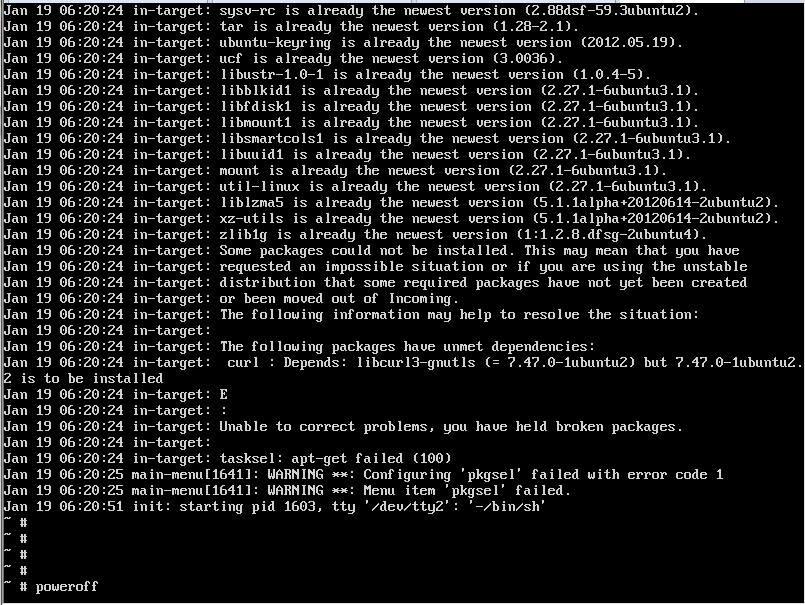 Jan 19 06:20:24 in-target: sysv-rc is already the newest version (2.88dsf-59.3ubuntu2).
Jan 19 06:20:24 in-target: tar is already the newest version (1.28-2.1).
Jan 19 06:20:24 in-target: ubuntu-keyring is already the newest version (2012.05.19).
Jan 19 06:20:24 in-target: ucf is already the newest version (3.0036).
Jan 19 06:20:24 in-target: libustr-1.0-1 is already the newest version (1.0.4-5).
Jan 19 06:20:24 in-target: libblkid1 is already the newest version (2.27.1-6ubuntu3.1).
Jan 19 06:20:24 in-target: libfdisk1 is already the newest version (2.27.1-6ubuntu3.1).
Jan 19 06:20:24 in-target: libmount1 is already the newest version (2.27.1-6ubuntu3.1).
Jan 19 06:20:24 in-target: libsmartcols1 is already the newest version (2.27.1-6ubuntu3.1).
Jan 19 06:20:24 in-target: libuuid1 is already the newest version (2.27.1-6ubuntu3.1).
Jan 19 06:20:24 in-target: mount is already the newest version (2.27.1-6ubuntu3.1).
Jan 19 06:20:24 in-target: util-linux is already the newest version (2.27.1-6ubuntu3.1).
Jan 19 06:20:24 in-target: liblzma5 is already the newest version (5.1.1alpha+20120614-2ubuntu2).
Jan 19 06:20:24 in-target: xz-utils is already the newest version (5.1.1alpha+20120614-2ubuntu2).
Jan 19 06:20:24 in-target: zlib1g is already the newest version (1:1.2.8.dfsg-2ubuntu4).
Jan 19 06:20:24 in-target: Some packages could not be installed. This may mean that you have
Jan 19 06:20:24 in-target: requested an impossible situation or if you are using the unstable
Jan 19 06:20:24 in-target: distribution that some required packages have not yet been created
Jan 19 06:20:24 in-target: or been moved out of Incoming.
Jan 19 06:20:24 in-target: The following information may help to resolve the situation:
Jan 19 06:20:24 in-target:
Jan 19 06:20:24 in-target: The following packages have unmet dependencies:
Jan 19 06:20:24 in-target:  curl : Depends: libcurl3-gnutls (= 7.47.0-1ubuntu2) but 7.47.0-1ubuntu2.
2 is to be installed
Jan 19 06:20:24 in-target: E
Jan 19 06:20:24 in-target: :
Jan 19 06:20:24 in-target: Unable to correct problems, you have held broken packages.
Jan 19 06:20:24 in-target:
Jan 19 06:20:24 in-target: tasksel: apt-get failed (100)
Jan 19 06:20:25 main-menu[1641]: WARNING **: Configuring 'pkgsel' failed with error code 1
Jan 19 06:20:25 main-menu[1641]: WARNING **: Menu item 'pkgsel' failed.
Jan 19 06:20:51 init: starting pid 1603, tty '/dev/tty2': '-/bin/sh'
~ #
~ #
~ #
~ #
~ # poweroff